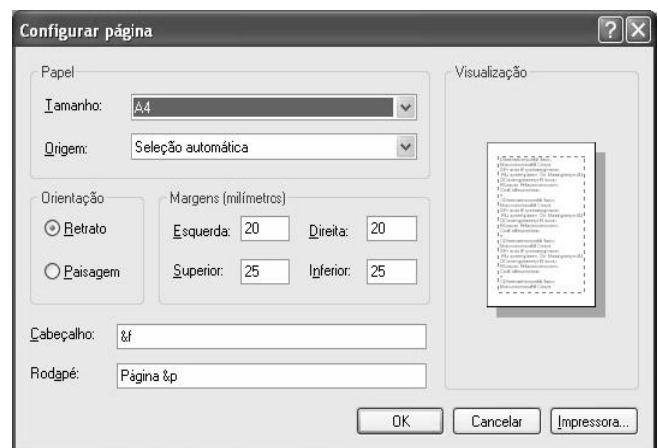 Configurar página
Papel
Tamanho: A4
Origem: Seleção automática
Visualização
Orientação
Retrato
Paisagem
Margens (milímetros)
Esquerda: 20 Direita: 20
Superior: 25 Inferior: 25
Cabeçalho: &f
Rodapé: Página &p
OK Cancelar Impressora...